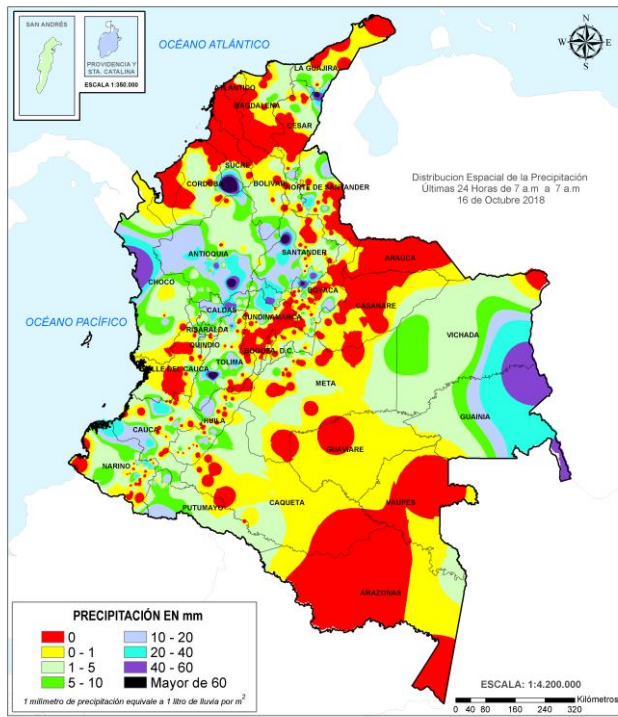 SAN ANDRÉS
PROVIDENCIA Y
STA. CATALINA
ESCALA 1:350.000
OCÉANO ATLÁNTICO
N
W
E
S
LA GUAJIRA
ATLANTICO
MAGDALENA
CESAR
SUCRE
CORDOBA
BOLIVAR
NORTE DE SANTANDER
Distribucion Espacial de la Precipitación
Últimas 24 Horas de 7 a.m a 7 a.m
16 de Octubre 2018
ANTIOQUIA
SANTANDER
ARAUCA
CHOCO
BOYACA
CASANARE
CALDAS
CUNDINAMARCA
OCÉANO PACÍFICO
RISARALDA
VICHADA
QUINDIO
BOGOTA, D.C.
VALLE DEL CAUCA
TOLIMA
META
GUAINIA
CAUCA
HUILA
GUAVIARE
NARIÑO
CAQUETA
VAUPES
PUTUMAYO
AMAZONAS
PRECIPITACIÓN EN mm
0
10 - 20
0 - 1
20 - 40
1 - 5
40 - 60
5 - 10
Mayor de 60
1 milimetro de precipitación equivale a 1 litro de lluvia por m2
ESCALA: 1:4.200.000
Kilómetros
0 40 80 160 240 320